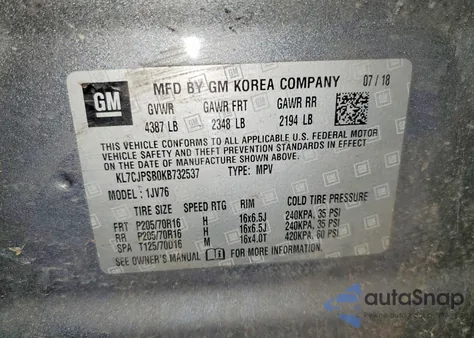 GM
MFD BY GM KOREA COMPANY 07/18
GVWR GAWR FRT GAWR RR
4387 LB 2348 LB 2194 LB
THIS VEHICLE CONFORMS TO ALL APPLICABLE U.S. FEDERAL MOTOR
VEHICLE SAFETY, BUMPER, AND THEFT PREVENTION STANDARDS IN EFFECT ON THE
DATE OF MANUFACTURE SHOWN ABOVE.
KL7CJPSB0KB732537 TYPE: MPV
MODEL: 1JV76
TIRE SIZE SPEED RTG RIM COLD TIRE PRESSURE
FRT P205/70R16 H 16x6.5J 240KPA, 35 PSI
RR P205/70R16 H 16x6.5J 240KPA, 35 PSI
SPA T125/70D16 M 16x4.0T 420KPA, 60 PSI
SEE OWNER'S MANUAL FOR MORE INFORMATION
autoSnap